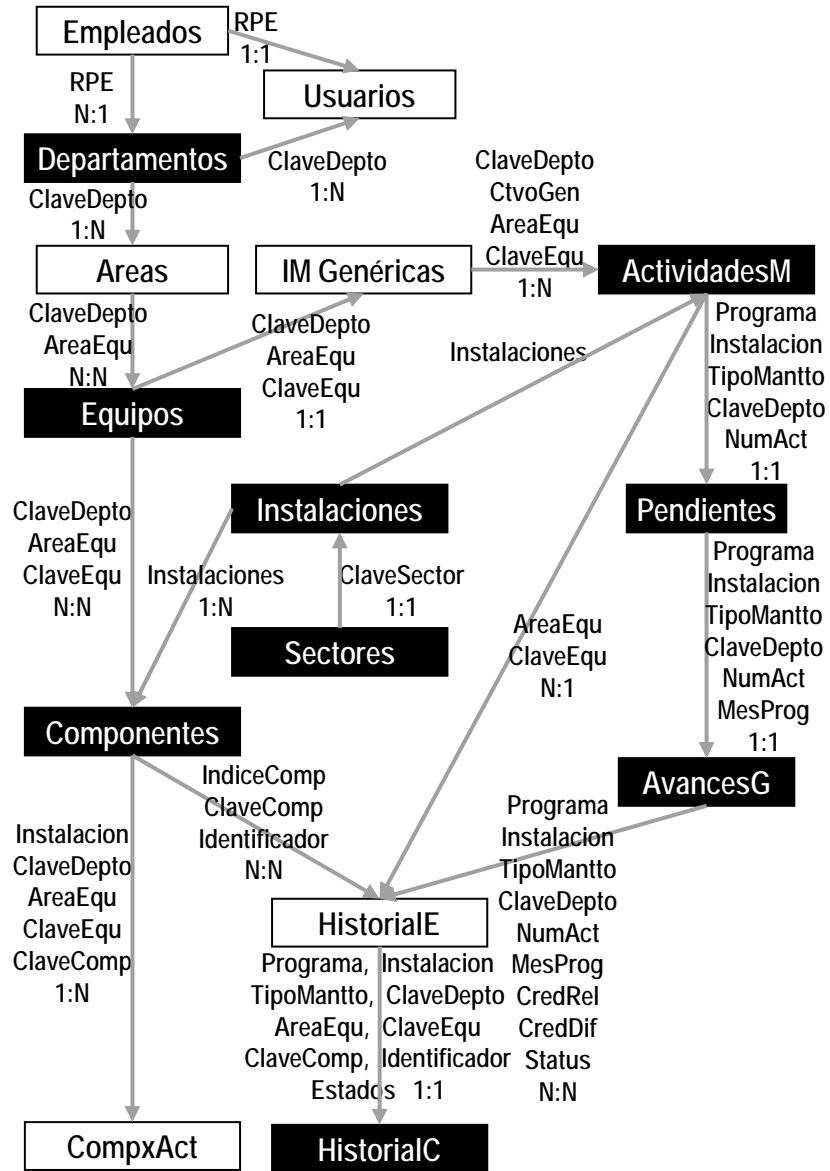 Empleados
RPE
1:1
RPE
N:1
Usuarios
Departamentos
ClaveDepto
1:N
ClaveDepto
1:N
Areas
IM Genéricas
ClaveDepto
CtvoGen
AreaEqu
ClaveEqu
1:N
ActividadesM
ClaveDepto
AreaEqu
N:N
ClaveDepto
AreaEqu
ClaveEqu
1:1
Instalaciones
Programa
Instalacion
TipoMantto
ClaveDepto
NumAct
1:1
Equipos
ClaveDepto
AreaEqu
ClaveEqu
N:N
Instalaciones
Pendientes
Instalaciones
1:N
ClaveSector
1:1
Sectores
AreaEqu
ClaveEqu
N:1
Programa
Instalacion
TipoMantto
ClaveDepto
NumAct
MesProg
1:1
Componentes
AvancesG
IndiceComp
ClaveComp
Identificador
N:N
Instalacion
ClaveDepto
AreaEqu
ClaveEqu
ClaveComp
1:N
Programa
Instalacion
TipoMantto
ClaveDepto
NumAct
MesProg
CredRel
CredDif
Status
N:N
HistorialE
Programa, Instalacion
TipoMantto, ClaveDepto
AreaEqu, ClaveEqu
ClaveComp, Identificador
Estados 1:1
CompxAct
HistorialC